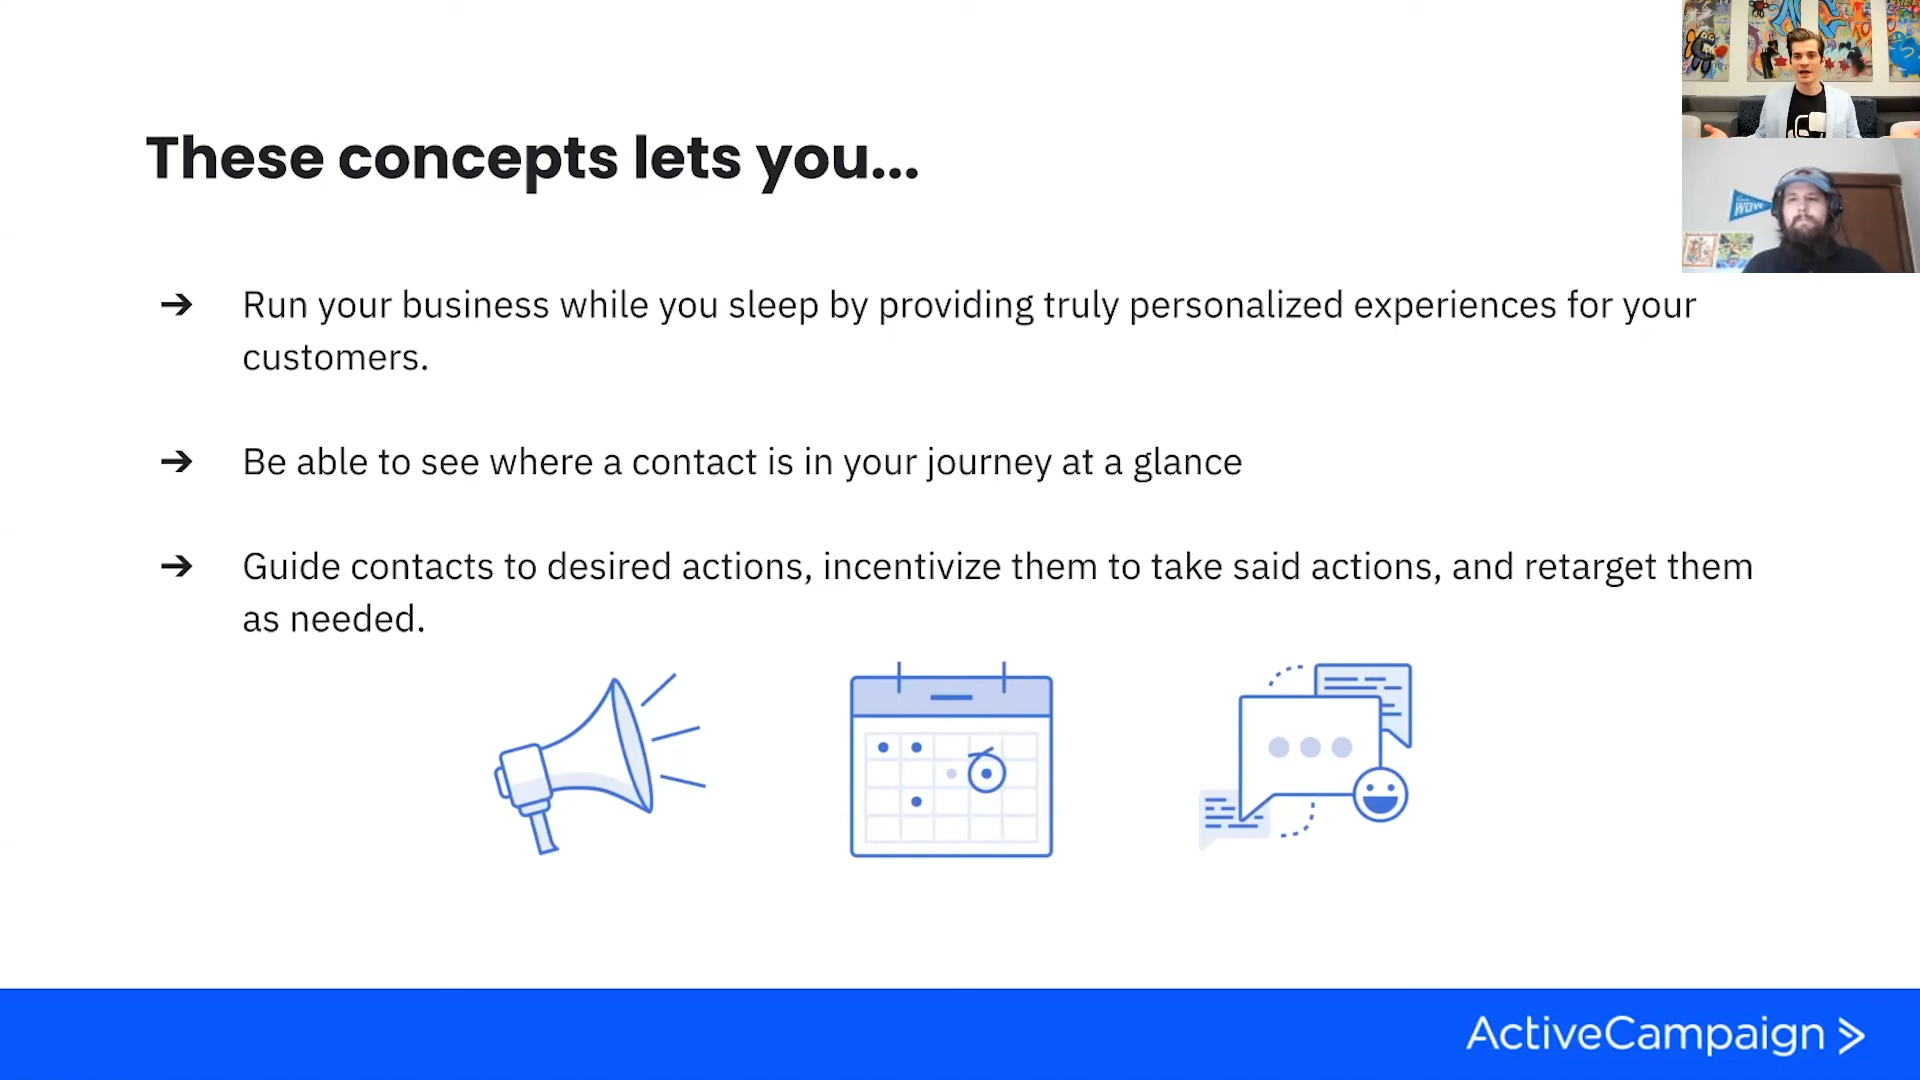 These concepts lets you...
WOW
➔ Run your business while you sleep by providing truly personalized experiences for your
customers.
➔ Be able to see where a contact is in your journey at a glance
➔ Guide contacts to desired actions, incentivize them to take said actions, and retarget them
as needed.
ActiveCampaign